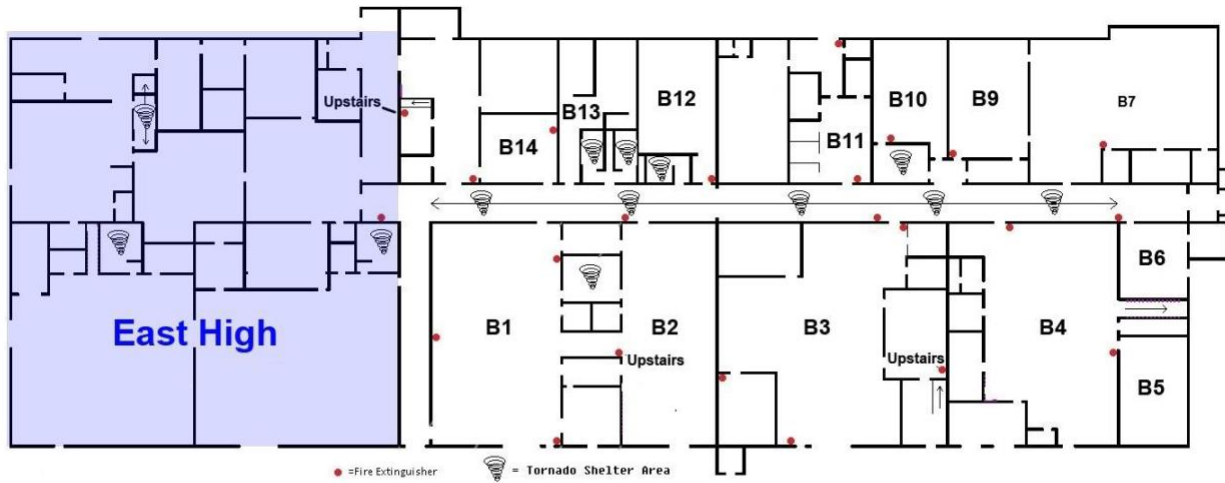 B12
B10
B9
B7
Upstairs
B13
B14
B11
B6
East High
B1
B2
B3
B4
Upstairs
Upstairs
B5
=Fire Extinguisher
= Tornado Shelter Area